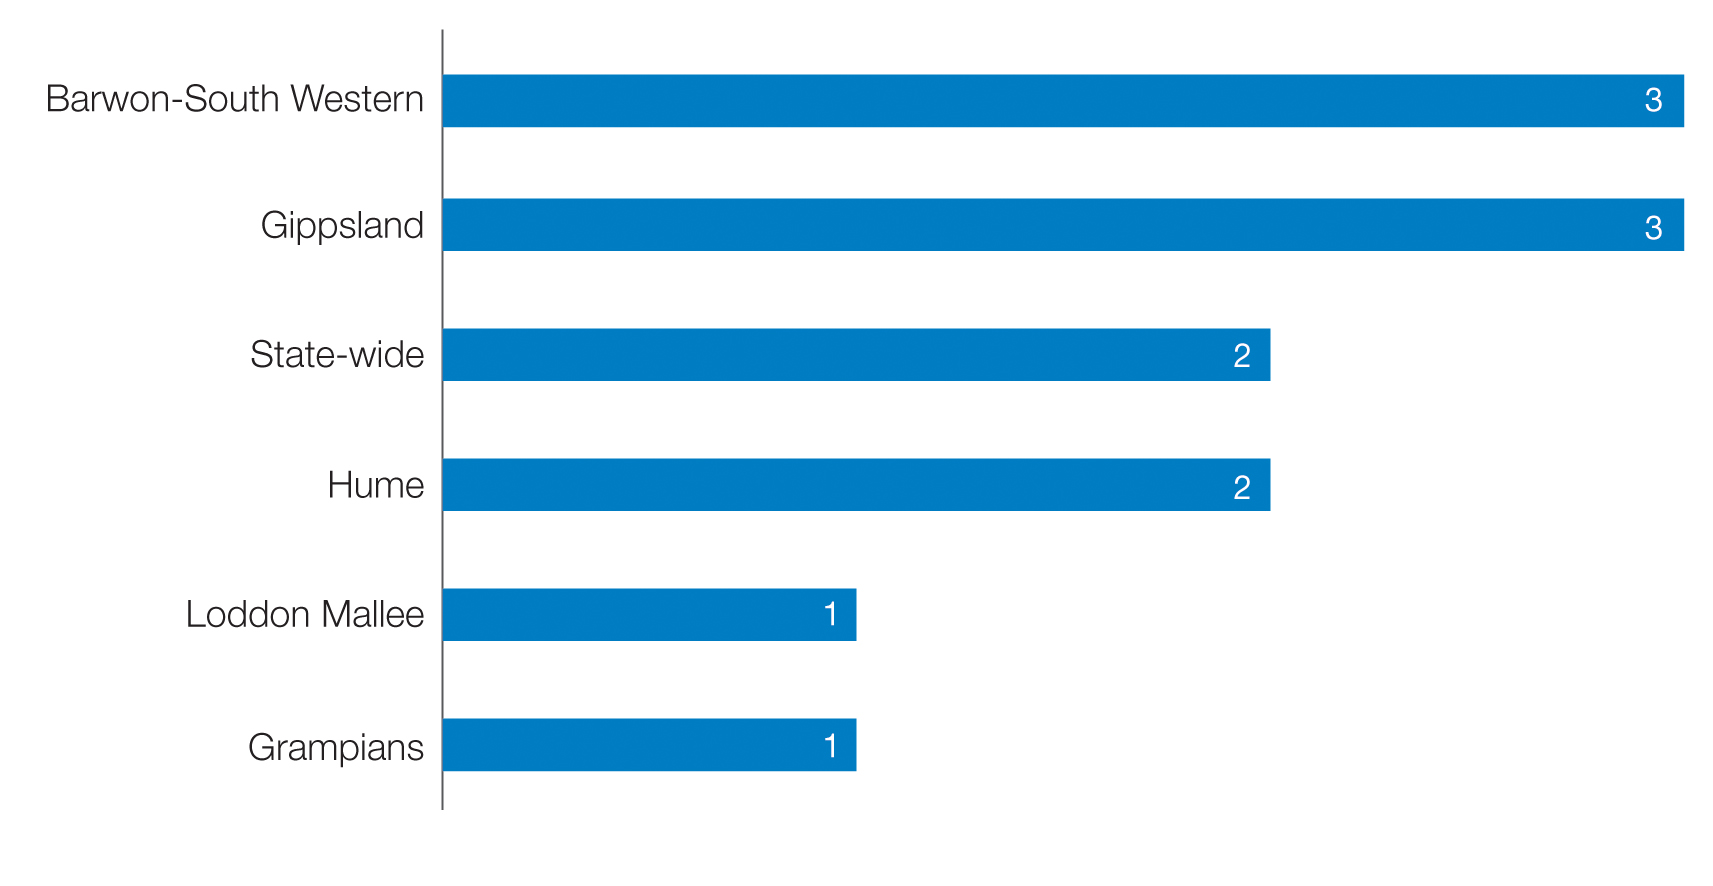 Barwon-South Western 3
Gippsland 3
State-wide 2
Hume 2
Loddon Mallee 1
Grampians 1